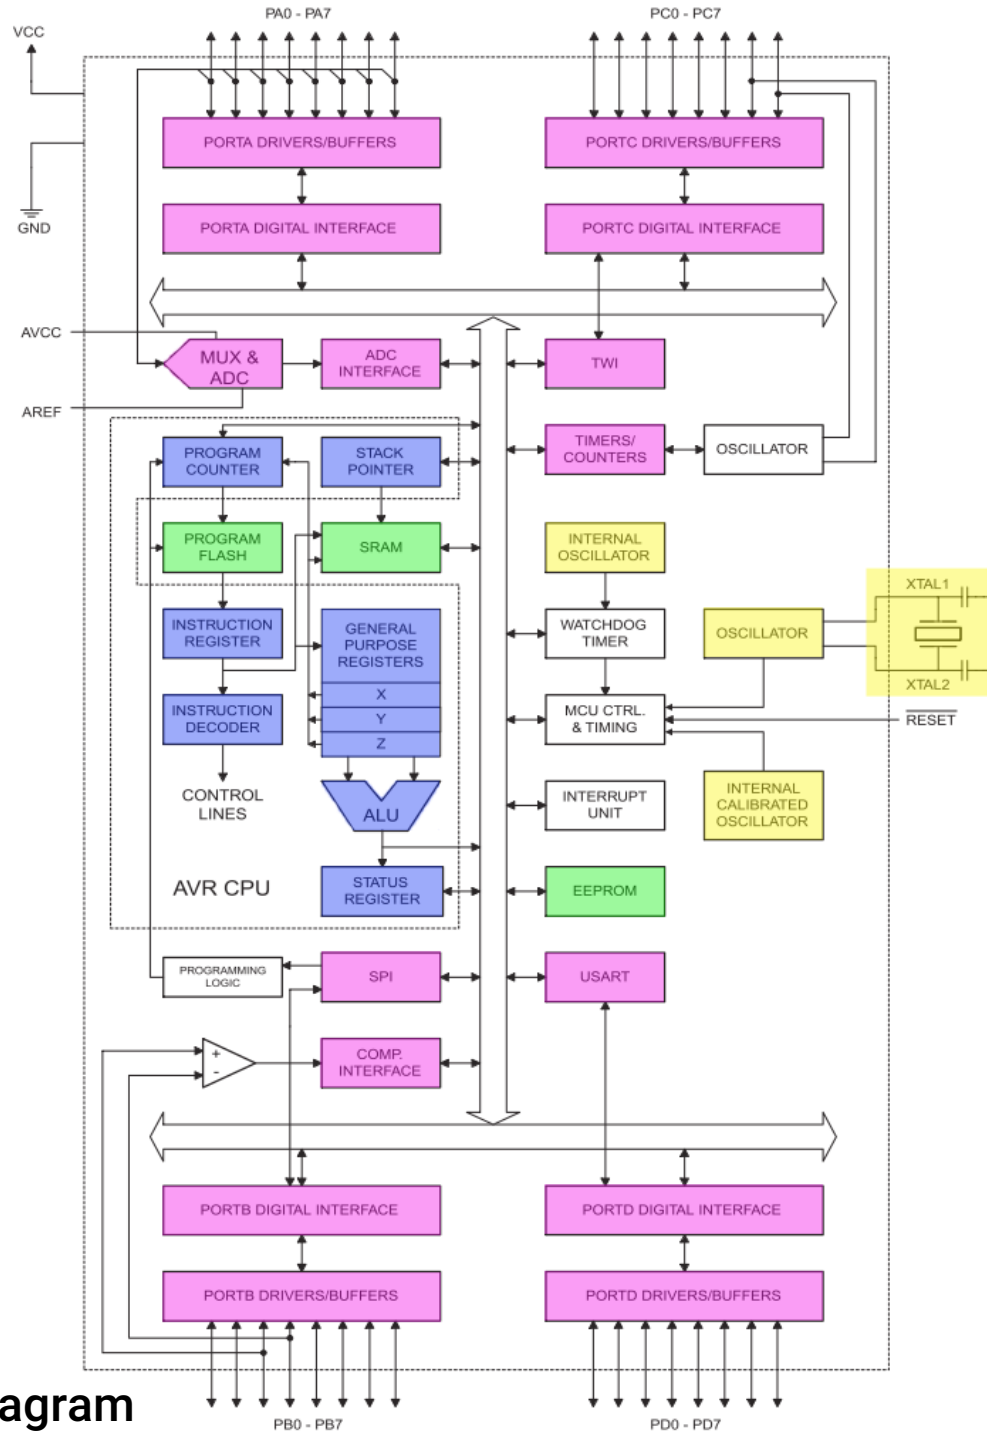 PA0 - PA7
PC0 - PC7
VCC
PORTA DRIVERS/BUFFERS
PORTC DRIVERS/BUFFERS
GND
PORTA DIGITAL INTERFACE
PORTC DIGITAL INTERFACE
AVCC
MUX &
ADC
ADC
INTERFACE
TWI
AREF
PROGRAM
COUNTER
STACK
POINTER
TIMERS/
COUNTERS
OSCILLATOR
PROGRAM
FLASH
SRAM
INTERNAL
OSCILLATOR
XTAL1
INSTRUCTION
REGISTER
GENERAL
PURPOSE
REGISTERS
WATCHDOG
TIMER
OSCILLATOR
XTAL2
X
Y
Z
INSTRUCTION
DECODER
MCU CTRL.
& TIMING
RESET
CONTROL
LINES
ALU
INTERRUPT
UNIT
INTERNAL
CALIBRATED
OSCILLATOR
AVR CPU
STATUS
REGISTER
EEPROM
PROGRAMMING
LOGIC
SPI
USART
+
-
COMP.
INTERFACE
PORTB DIGITAL INTERFACE
PORTD DIGITAL INTERFACE
PORTB DRIVERS/BUFFERS
PORTD DRIVERS/BUFFERS
agram
PB0 - PB7
PD0 - PD7